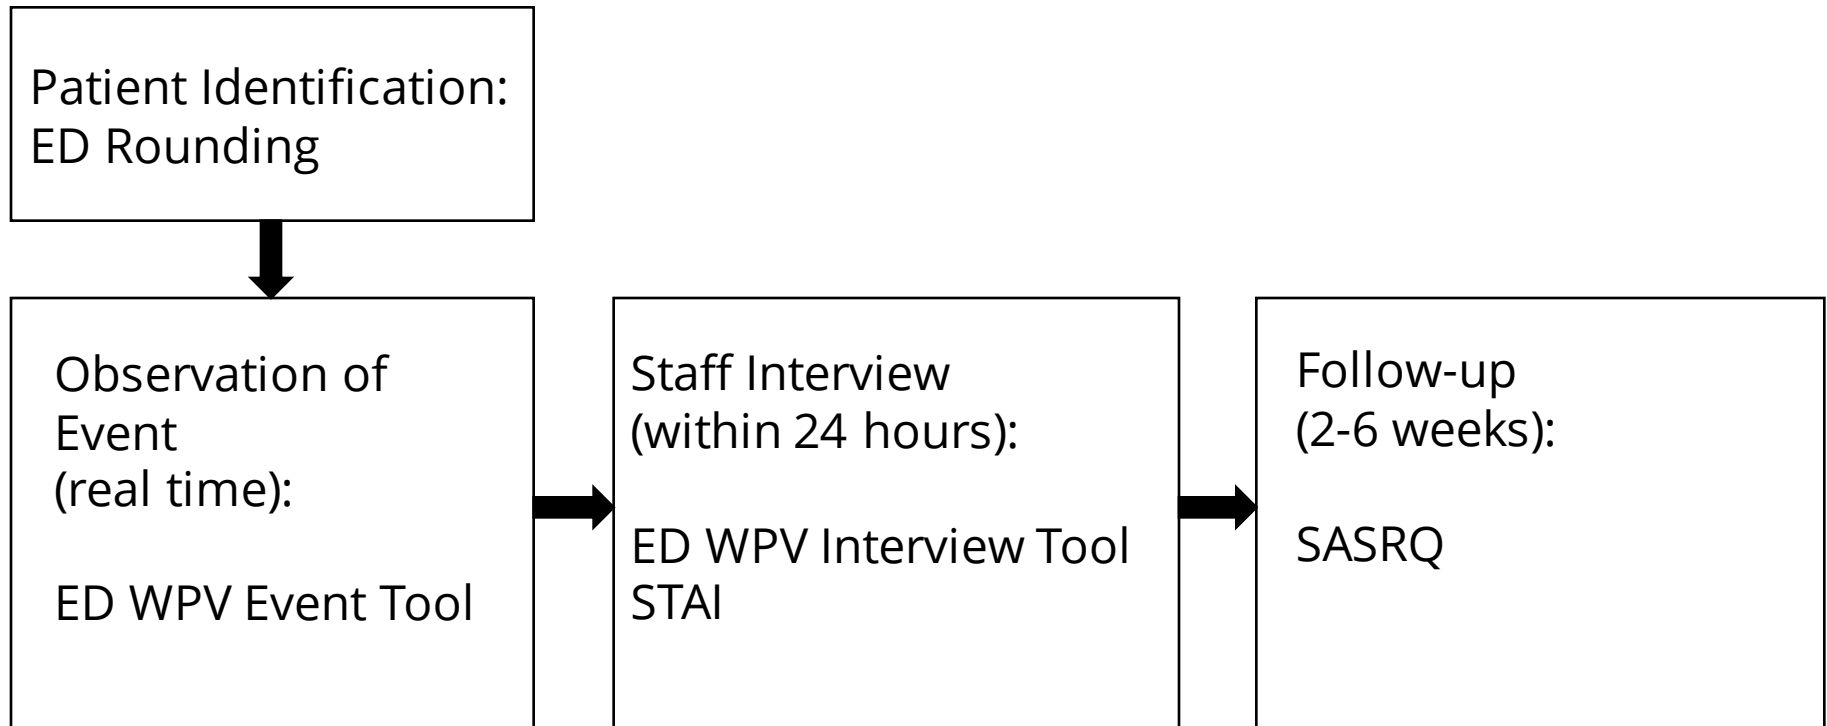 Patient Identification:
ED Rounding
Observation of
Event
(real time):
ED WPV Event Tool
Staff Interview
(within 24 hours):
ED WPV Interview Tool
STAI
Follow-up
(2-6 weeks):
SASRQ